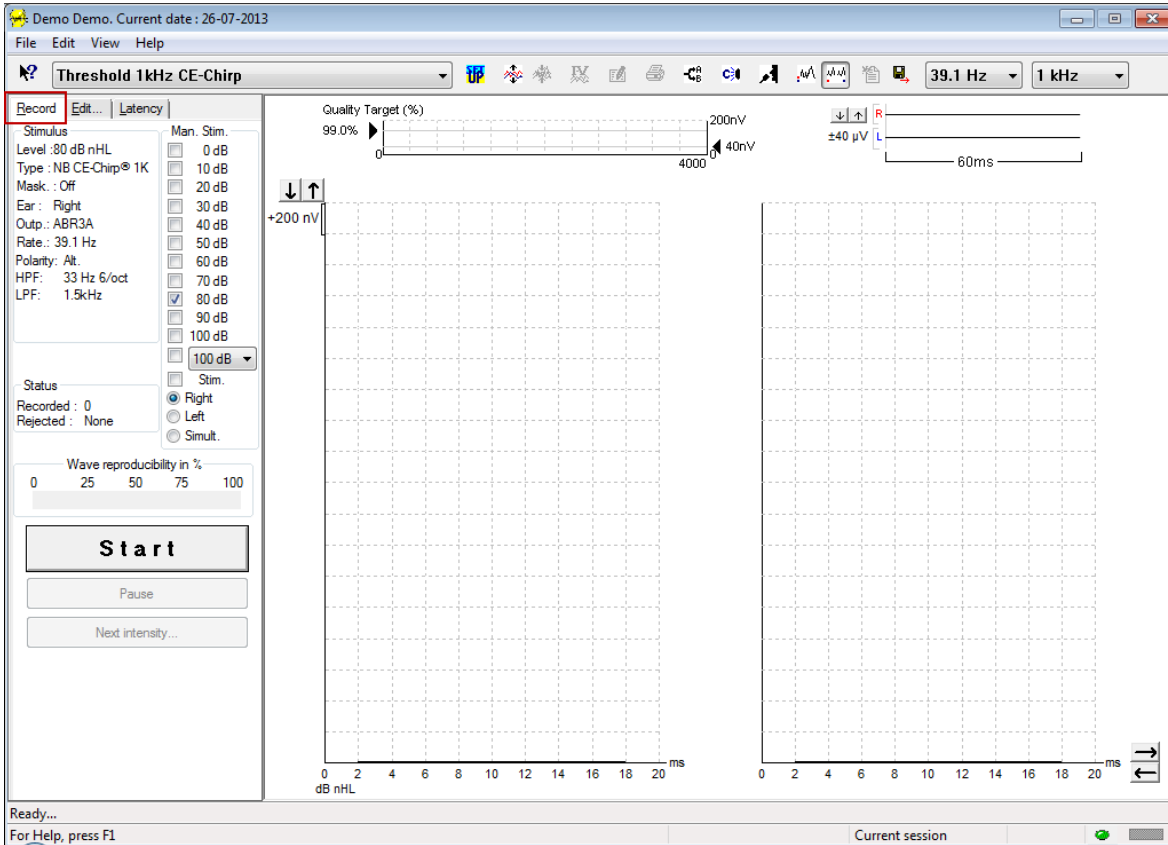 Demo Demo. Current date : 26-07-2013
File Edit View Help
Threshold 1kHz CE-Chirp
39.1 Hz
1 kHz
Record Edit... Latency
Stimulus
Level :80 dB nHL
Type : NB CE-Chirp® 1K
Mask. : Off
Ear : Right
Outp.: ABR3A
Rate.: 39.1 Hz
Polarity: Alt.
HPF: 33 Hz 6/oct
LPF: 1.5kHz
Man. Stim.
0 dB
10 dB
20 dB
30 dB
40 dB
50 dB
60 dB
70 dB
80 dB
90 dB
100 dB
100 dB
Stim.
Right
Left
Simult.
Status
Recorded : 0
Rejected : None
Wave reproducibility in %
0 25 50 75 100
Start
Pause
Next intensity...
Quality Target (%)
99.0%
200nV
40nV
0
4000
0
R
±40 µV L
60ms
+200 nV
0 2 4 6 8 10 12 14 16 18 20 ms
dB nHL
0 2 4 6 8 10 12 14 16 18 20 ms
Ready...
For Help, press F1
Current session